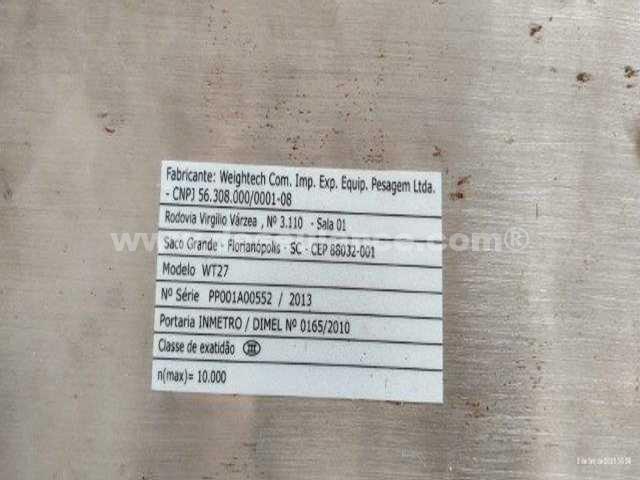 Fabricante: Weightech Com. Imp. Exp. Equip. Pesagem Ltda.
- CNPJ 56.308.000/0001-08
Rodovia Virgílio Várzea , Nº 3.110 - Sala 01
Saco Grande - Florianópolis - SC - CEP 88032-001
Modelo WT27
Nº Série PP001A00552 / 2013
Portaria INMETRO / DIMEL Nº 0165/2010
Classe de exatidão III
n(max)= 10.000